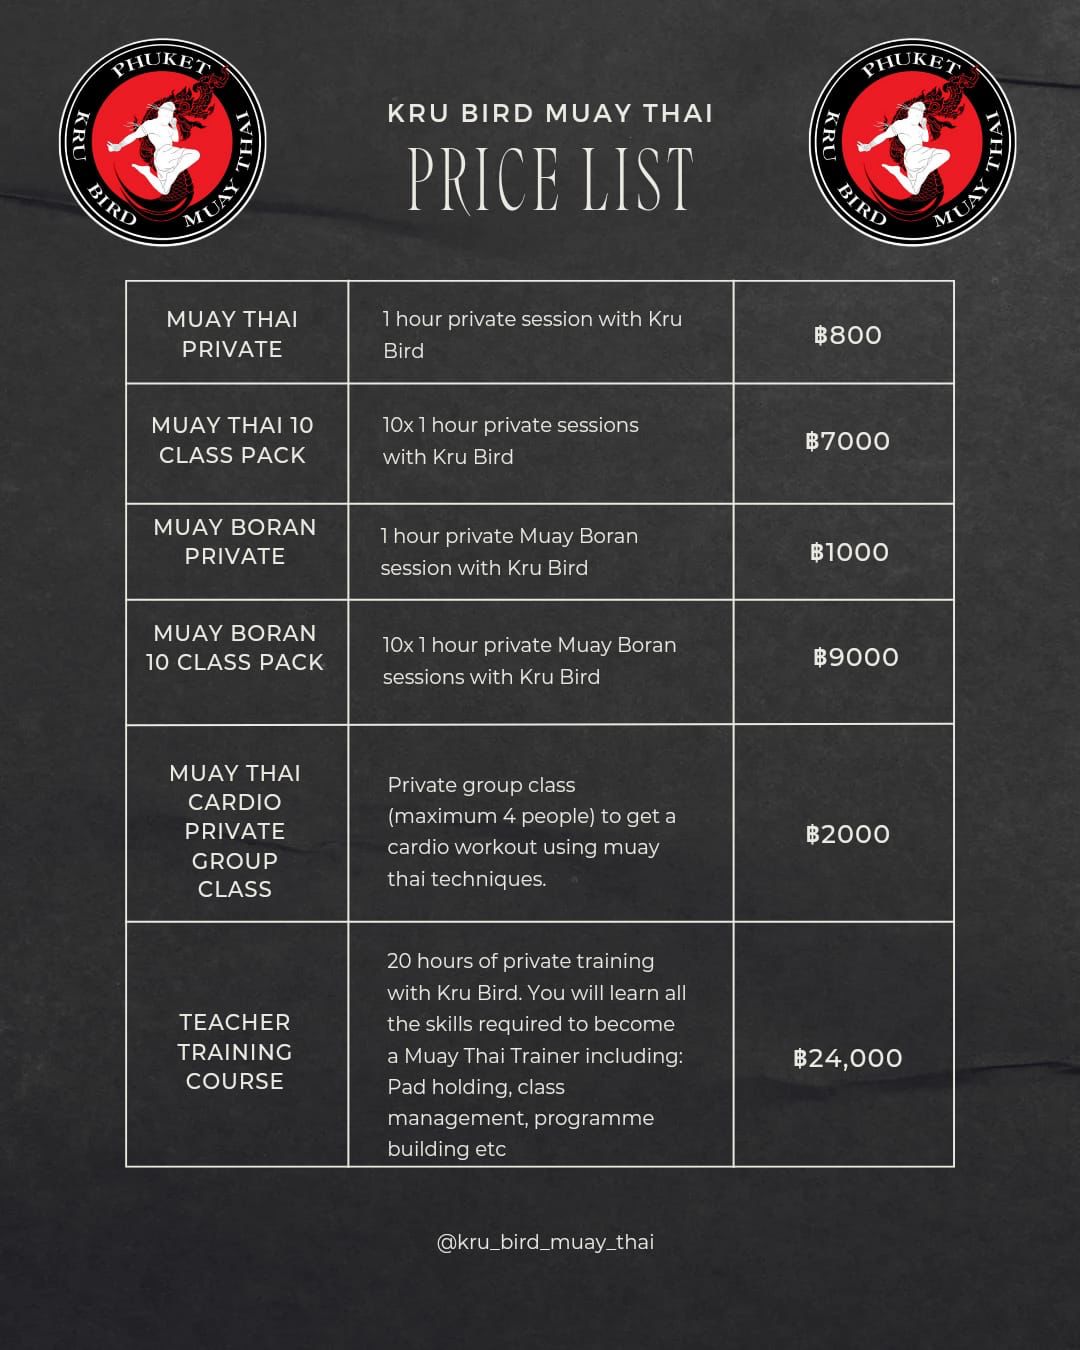 PHUKET
KRU BIRD MUAY THAI
PHUKET
KRU BIRD MUAY THAI
KRU BIRD MUAY THAI
PRICE LIST
MUAY THAI
PRIVATE
1 hour private session with Kru
Bird
฿800
MUAY THAI 10
CLASS PACK
10x 1 hour private sessions
with Kru Bird
฿7000
MUAY BORAN
PRIVATE
1 hour private Muay Boran
session with Kru Bird
฿1000
MUAY BORAN
10 CLASS PACK
10x 1 hour private Muay Boran
sessions with Kru Bird
฿9000
MUAY THAI
CARDIO
PRIVATE
GROUP
CLASS
Private group class
(maximum 4 people) to get a
cardio workout using muay
thai techniques.
฿2000
TEACHER
TRAINING
COURSE
20 hours of private training
with Kru Bird. You will learn all
the skills required to become
a Muay Thai Trainer including:
Pad holding, class
management, programme
building etc
฿24,000
@kru_bird_muay_thai